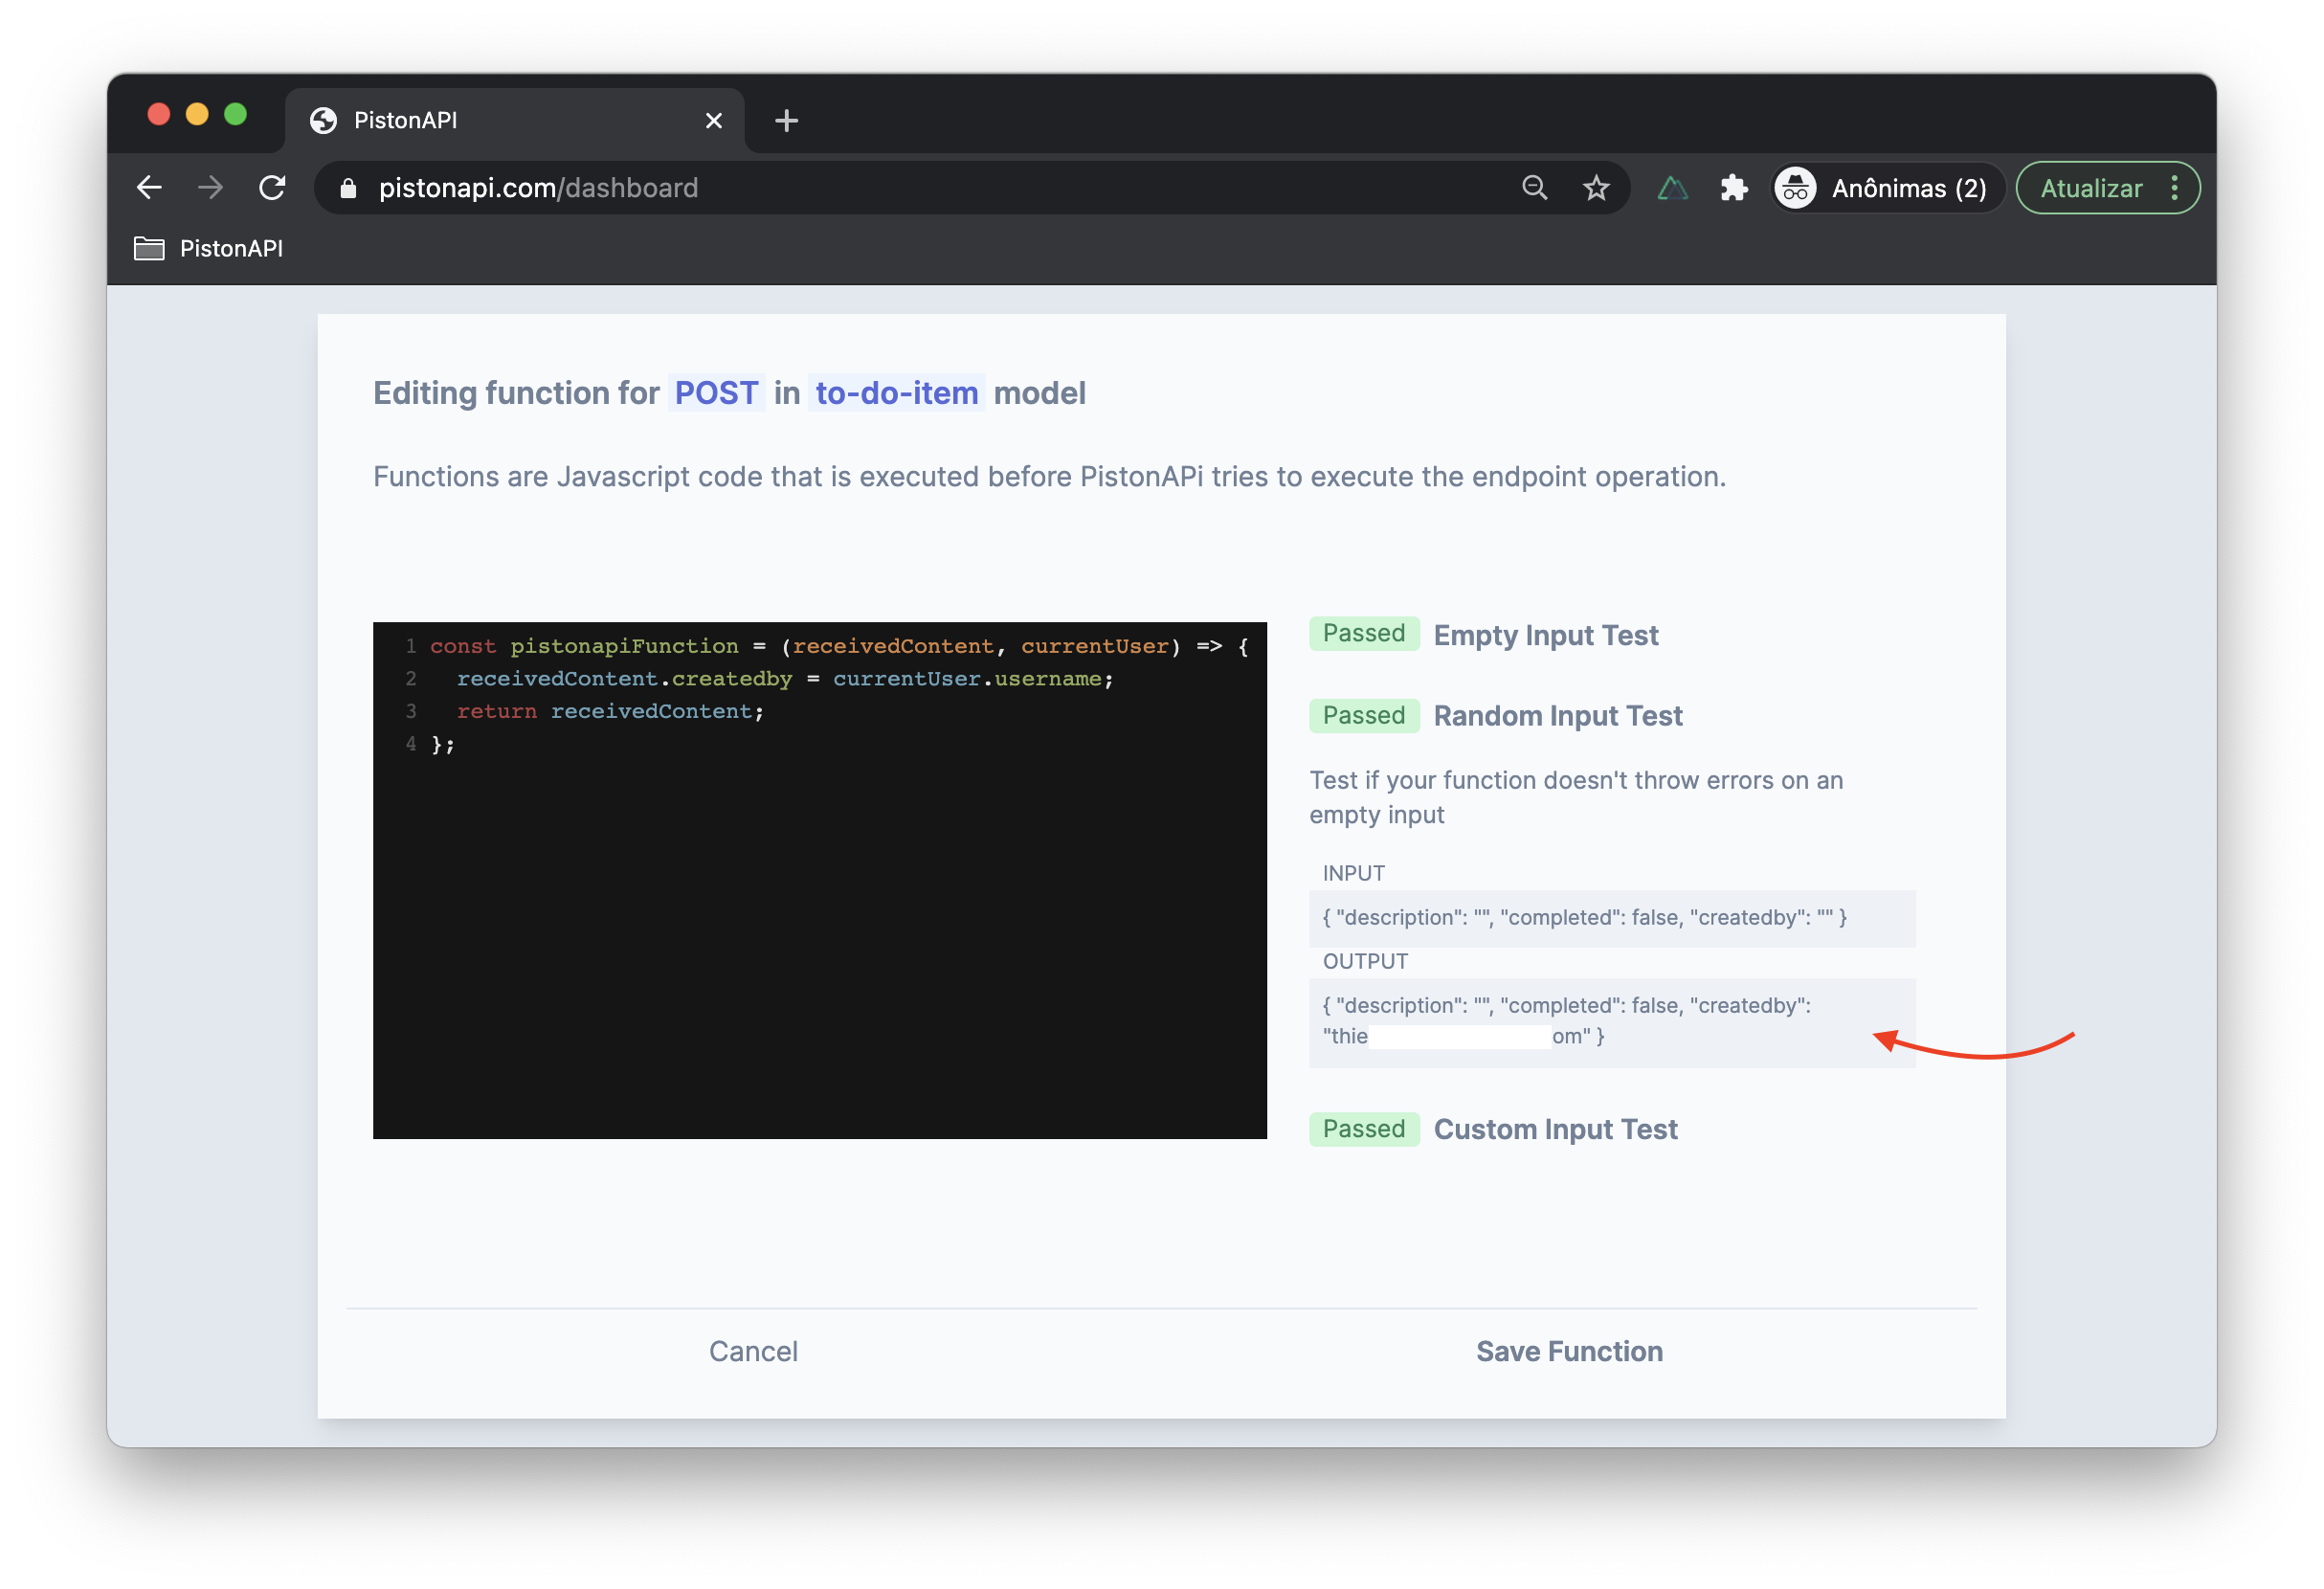 PistonAPI
pistonapi.com/dashboard
Anônimas (2)
Atualizar
PistonAPI
Editing function for POST in to-do-item model
Functions are Javascript code that is executed before PistonAPi tries to execute the endpoint operation.
1 const pistonapiFunction = (receivedContent, currentUser) => {
2 receivedContent.createdby = currentUser.username;
3 return receivedContent;
4 };
Passed Empty Input Test
Passed Random Input Test
Test if your function doesn't throw errors on an
empty input
INPUT
{ "description": "", "completed": false, "createdby": "" }
OUTPUT
{ "description": "", "completed": false, "createdby":
"thie om" }
Passed Custom Input Test
Cancel
Save Function